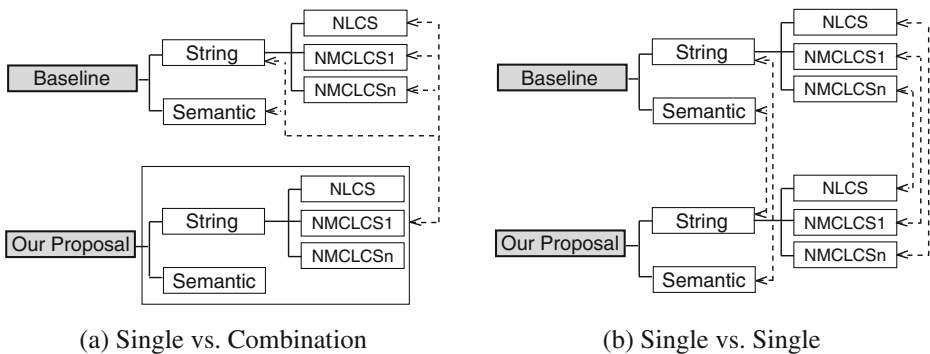 NLCS
String
NMCLCS1
Baseline
NMCLCSn
Semantic
NLCS
String
NMCLCS1
Our Proposal
NMCLCSn
Semantic
(a) Single vs. Combination
NLCS
String
NMCLCS1
Baseline
NMCLCSn
Semantic
NLCS
String
NMCLCS1
Our Proposal
NMCLCSn
Semantic
(b) Single vs. Single